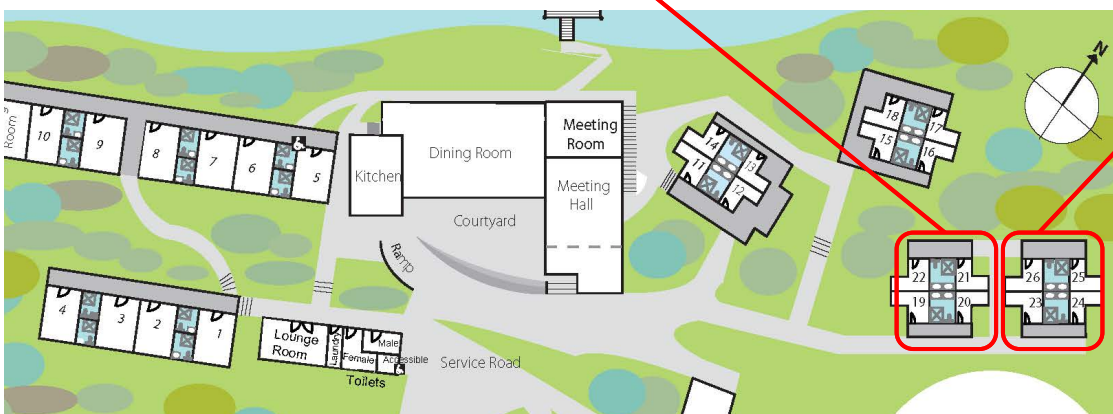 N
Room
10
9
8
7
6
5
Kitchen
Dining Room
Meeting
Room
Meeting
Hall
Courtyard
Ramp
14
13
11
12
18
17
15
16
22
21
19
20
26
25
23
24
4
3
2
1
Lounge
Room
Laundry
Female
Male
Accessible
Toilets
Service Road